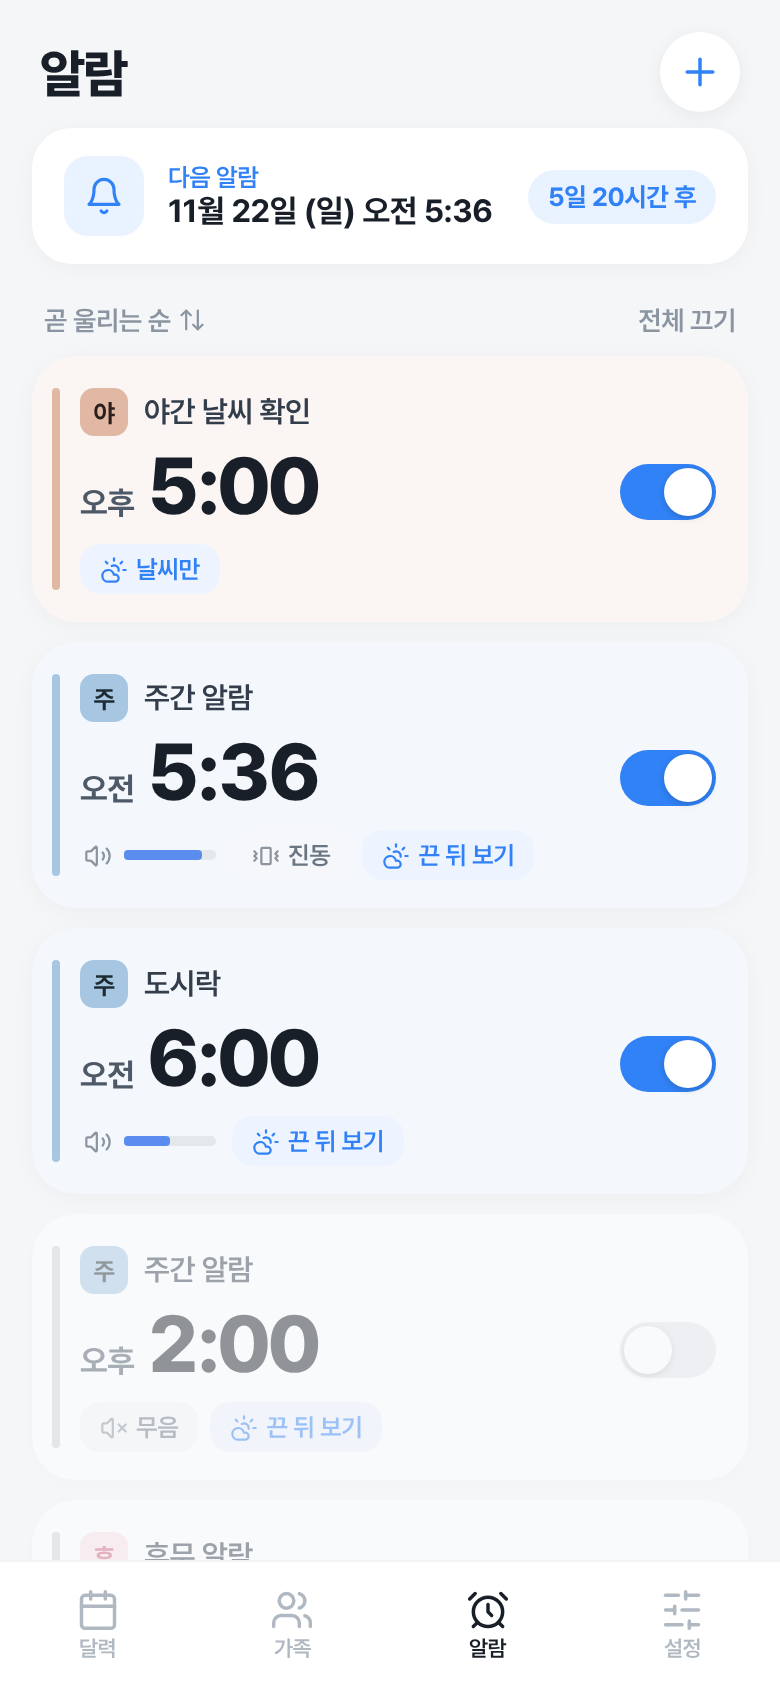 알람
다음 알람
11월 22일 (일) 오전 5:36
5일 20시간 후
곧 울리는 순
전체 끄기
야 야간 날씨 확인
오후 5:00
날씨만
주 주간 알람
오전 5:36
진동 끈 뒤 보기
주 도시락
오전 6:00
끈 뒤 보기
주 주간 알람
오후 2:00
무음 끈 뒤 보기
휴 휴무 알람
달력 가족 알람 설정